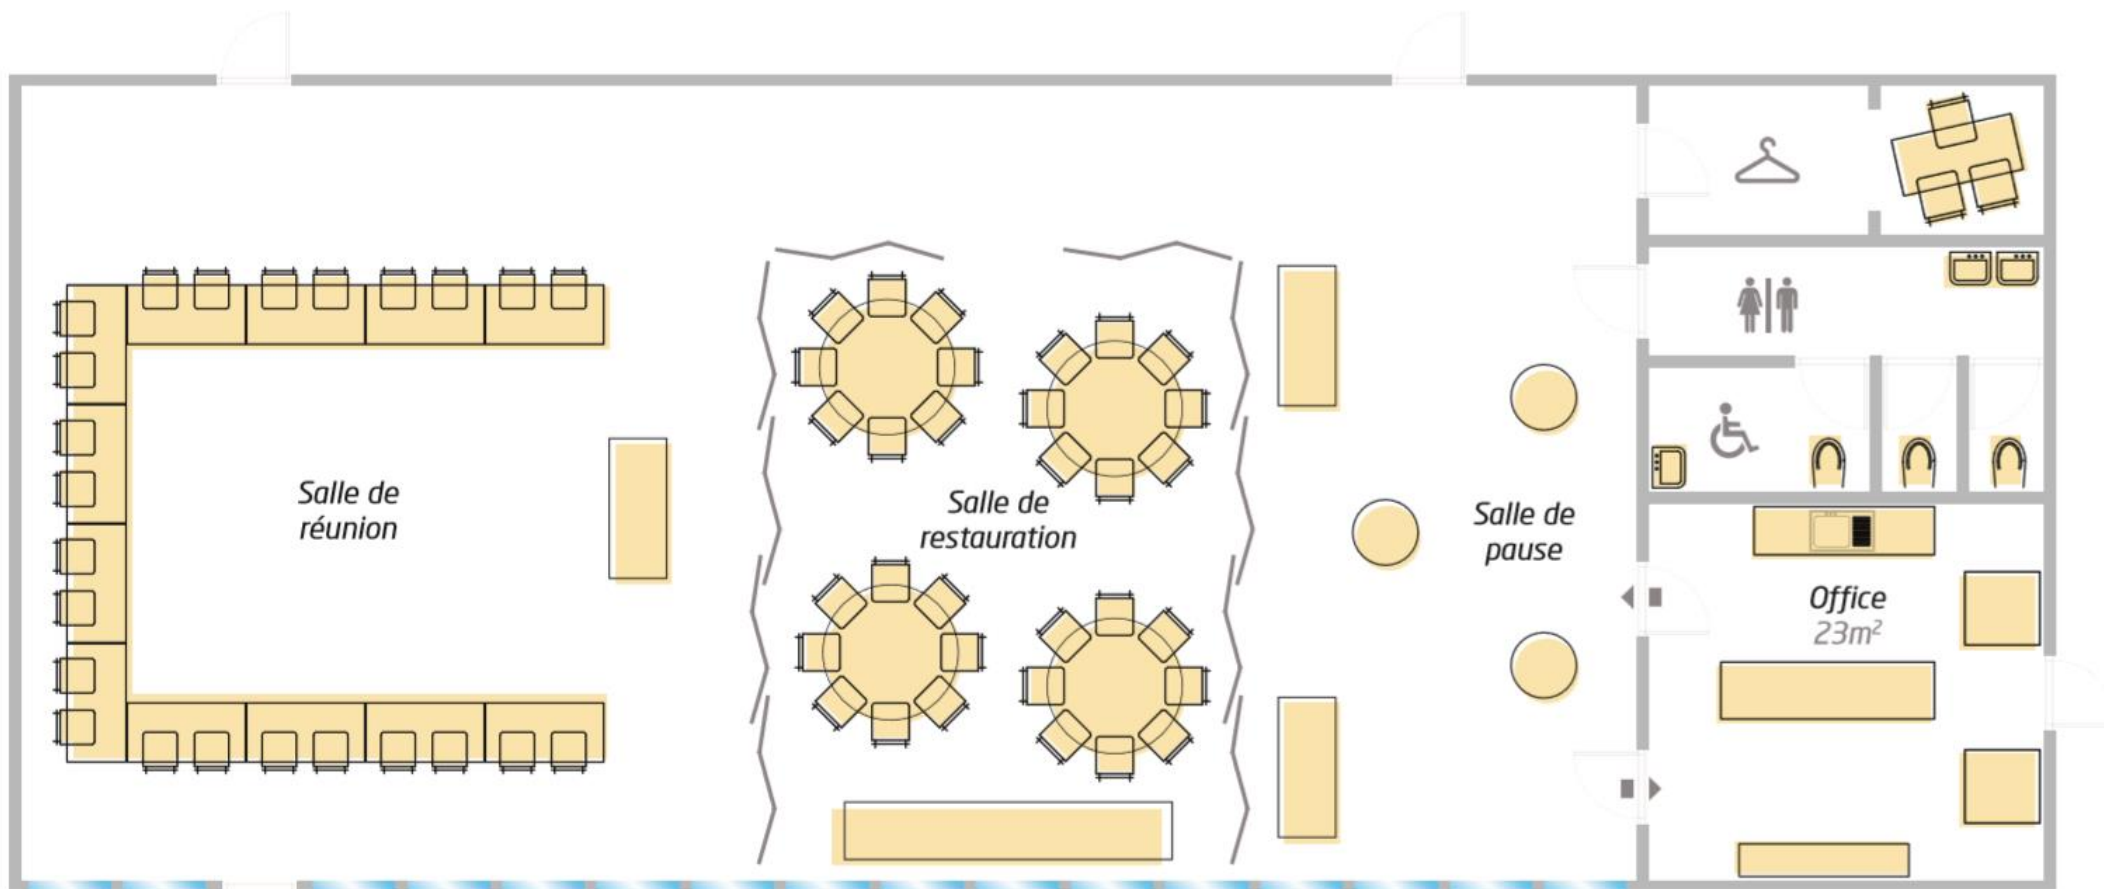 Salle de
réunion
Salle de
restauration
Salle de
pause
Office
23m²